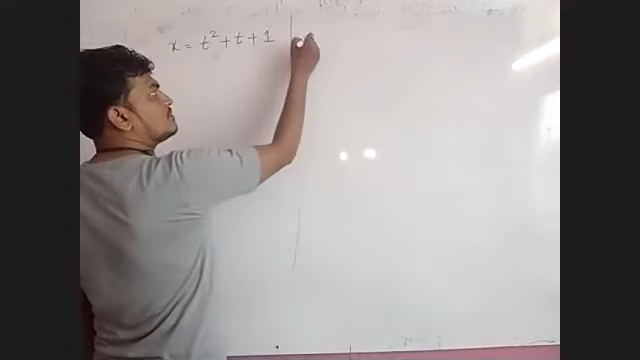 x = t² + t + 1